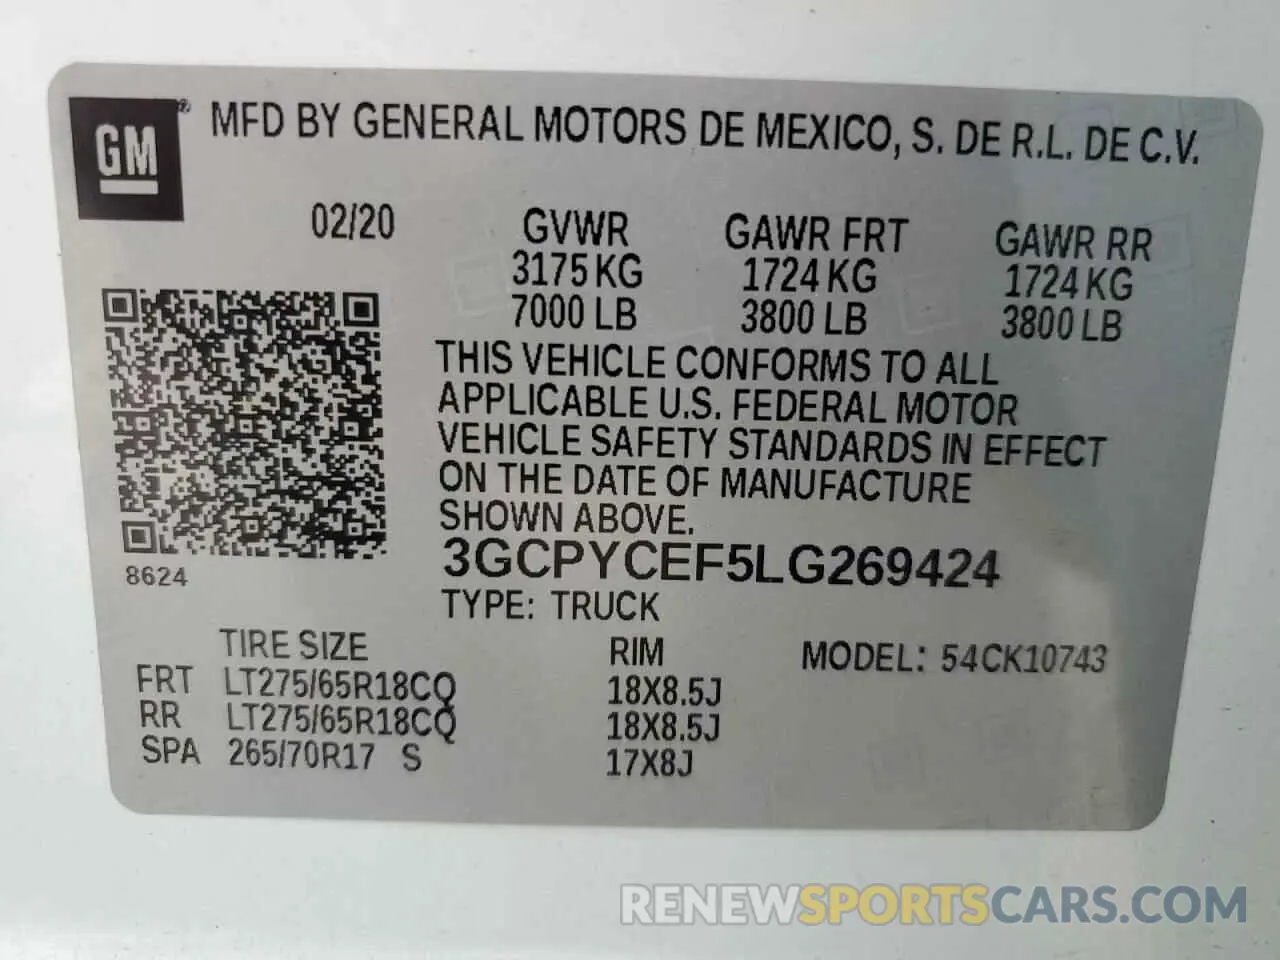 GM® MFD BY GENERAL MOTORS DE MEXICO, S. DE R.L. DE C.V.
02/20 GVWR GAWR FRT GAWR RR
3175 KG 1724 KG 1724 KG
7000 LB 3800 LB 3800 LB
THIS VEHICLE CONFORMS TO ALL
APPLICABLE U.S. FEDERAL MOTOR
VEHICLE SAFETY STANDARDS IN EFFECT
ON THE DATE OF MANUFACTURE
SHOWN ABOVE.
3GCPYCEF5LG269424
8624
TYPE: TRUCK
TIRE SIZE RIM MODEL: 54CK10743
FRT LT275/65R18CQ 18X8.5J
RR LT275/65R18CQ 18X8.5J
SPA 265/70R17 S 17X8J
RENEWSPORTSCARS.COM